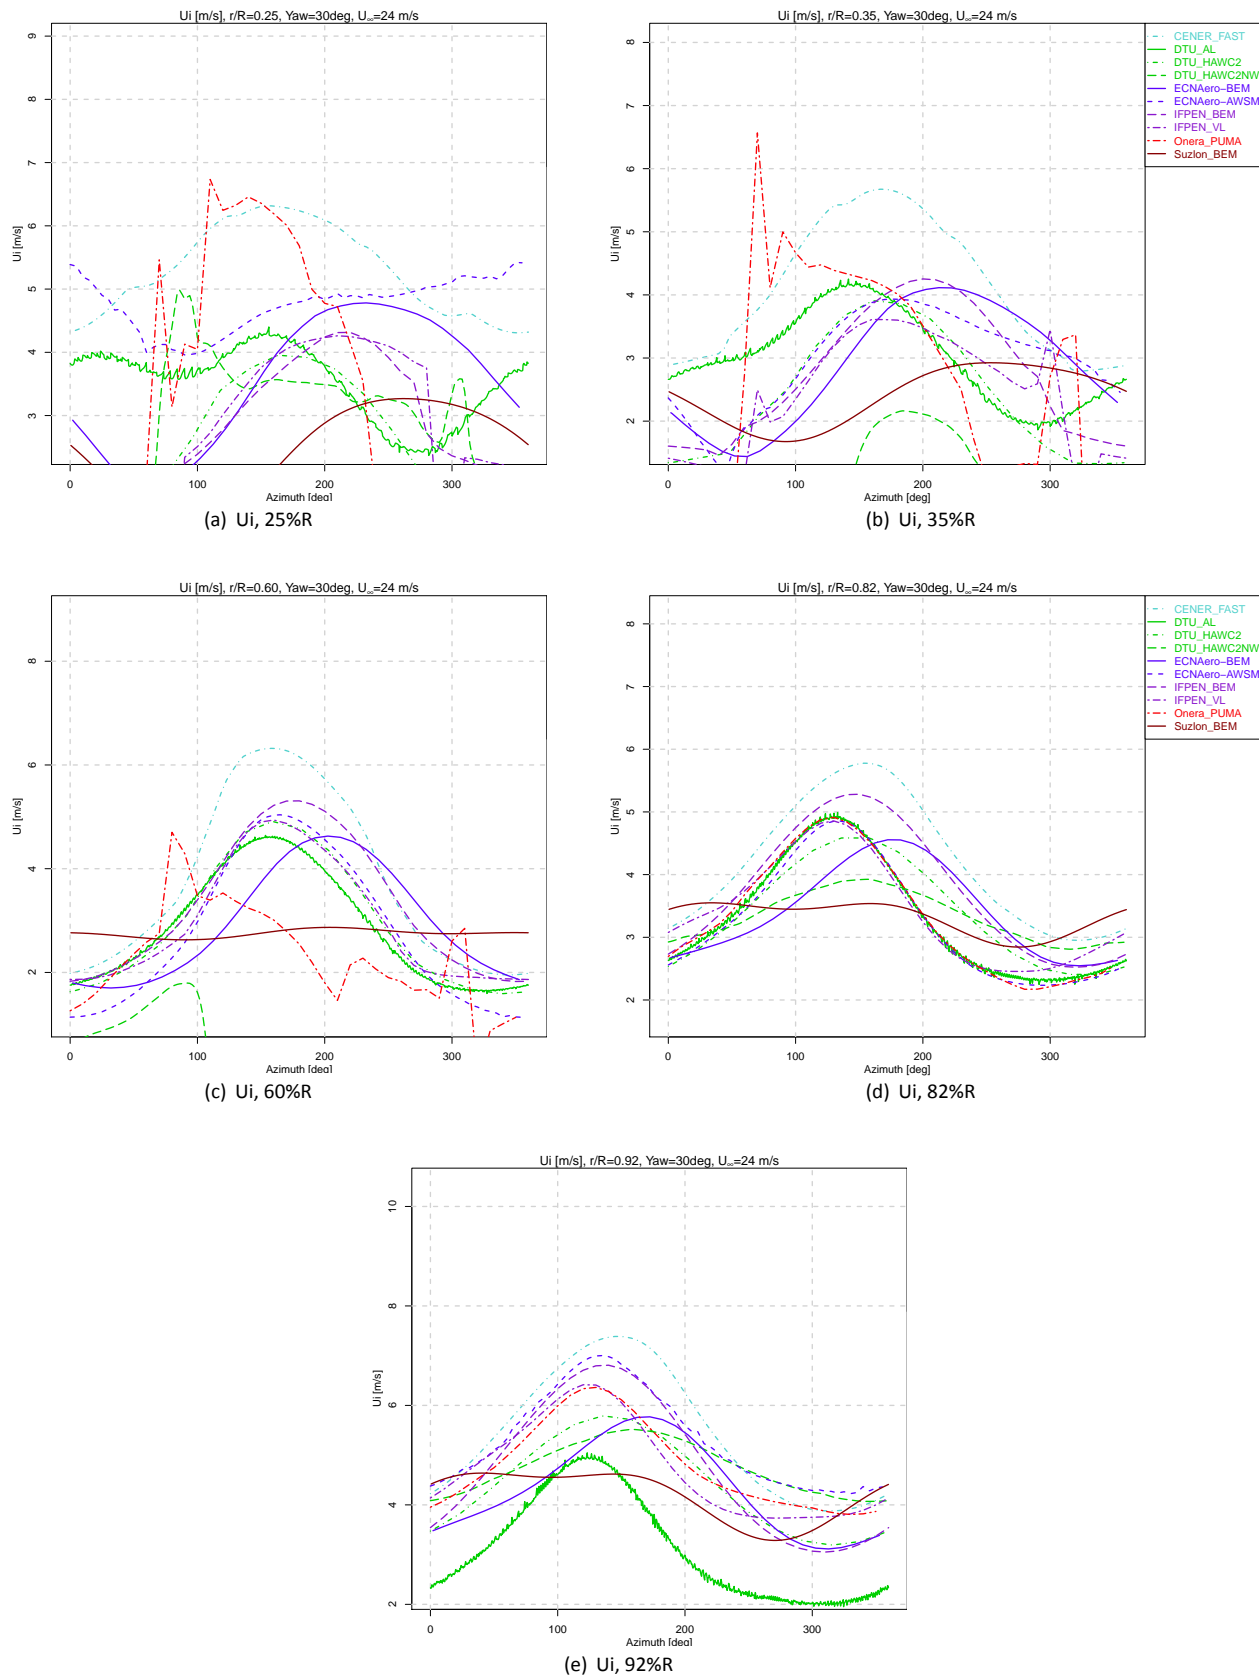 Ui [m/s], r/R=0.25, Yaw=30deg, U∞=24 m/s
9
8
7
6
5
4
3
Ui [m/s]
0 100 200 300
Azimuth [deg]
(a) Ui, 25%R
Ui [m/s], r/R=0.35, Yaw=30deg, U∞=24 m/s
8
7
6
5
4
3
2
Ui [m/s]
0 100 200 300
Azimuth [deg]
(b) Ui, 35%R
CENER_FAST
DTU_AL
DTU_HAWC2
DTU_HAWC2NW
ECNAero-BEM
ECNAero-AWSM
IFPEN_BEM
IFPEN_VL
Onera_PUMA
Suzlon_BEM
Ui [m/s], r/R=0.60, Yaw=30deg, U∞=24 m/s
8
6
4
2
Ui [m/s]
0 100 200 300
Azimuth [deg]
(c) Ui, 60%R
Ui [m/s], r/R=0.82, Yaw=30deg, U∞=24 m/s
8
7
6
5
4
3
2
Ui [m/s]
0 100 200 300
Azimuth [deg]
(d) Ui, 82%R
CENER_FAST
DTU_AL
DTU_HAWC2
DTU_HAWC2NW
ECNAero-BEM
ECNAero-AWSM
IFPEN_BEM
IFPEN_VL
Onera_PUMA
Suzlon_BEM
Ui [m/s], r/R=0.92, Yaw=30deg, U∞=24 m/s
10
8
6
4
2
Ui [m/s]
0 100 200 300
Azimuth [deg]
(e) Ui, 92%R